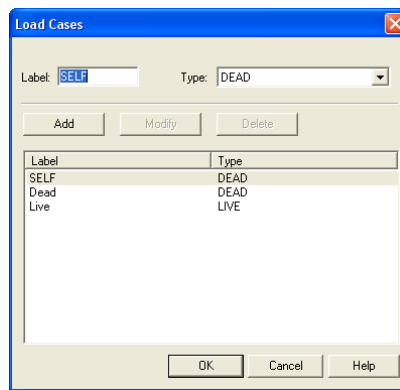 Load Cases
Label: SELF Type: DEAD
Add Modify Delete
Label Type
SELF DEAD
Dead DEAD
Live LIVE
OK Cancel Help